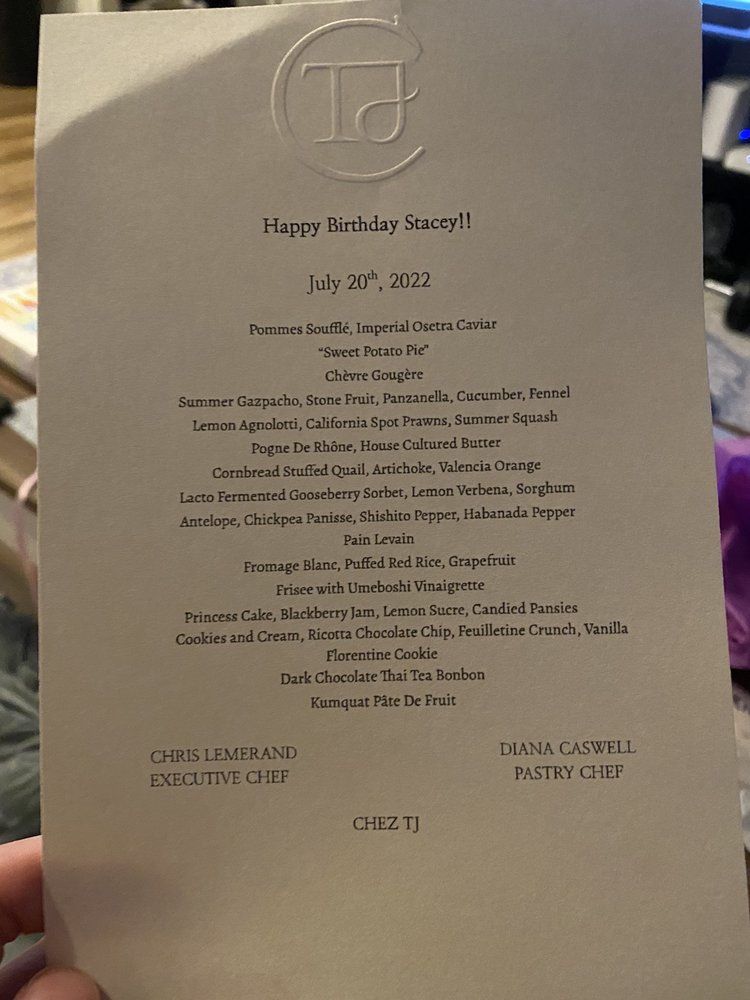 CTJ
Happy Birthday Stacey!!
July 20th, 2022
Pommes Soufflé, Imperial Osetra Caviar
“Sweet Potato Pie”
Chèvre Gougère
Summer Gazpacho, Stone Fruit, Panzanella, Cucumber, Fennel
Lemon Agnolotti, California Spot Prawns, Summer Squash
Pogne De Rhône, House Cultured Butter
Cornbread Stuffed Quail, Artichoke, Valencia Orange
Lacto Fermented Gooseberry Sorbet, Lemon Verbena, Sorghum
Antelope, Chickpea Panisse, Shishito Pepper, Habanada Pepper
Pain Levain
Fromage Blanc, Puffed Red Rice, Grapefruit
Frisee with Umeboshi Vinaigrette
Princess Cake, Blackberry Jam, Lemon Sucre, Candied Pansies
Cookies and Cream, Ricotta Chocolate Chip, Feuilletine Crunch, Vanilla
Florentine Cookie
Dark Chocolate Thai Tea Bonbon
Kumquat Pâte De Fruit
CHRIS LEMERAND
EXECUTIVE CHEF
DIANA CASWELL
PASTRY CHEF
CHEZ TJ